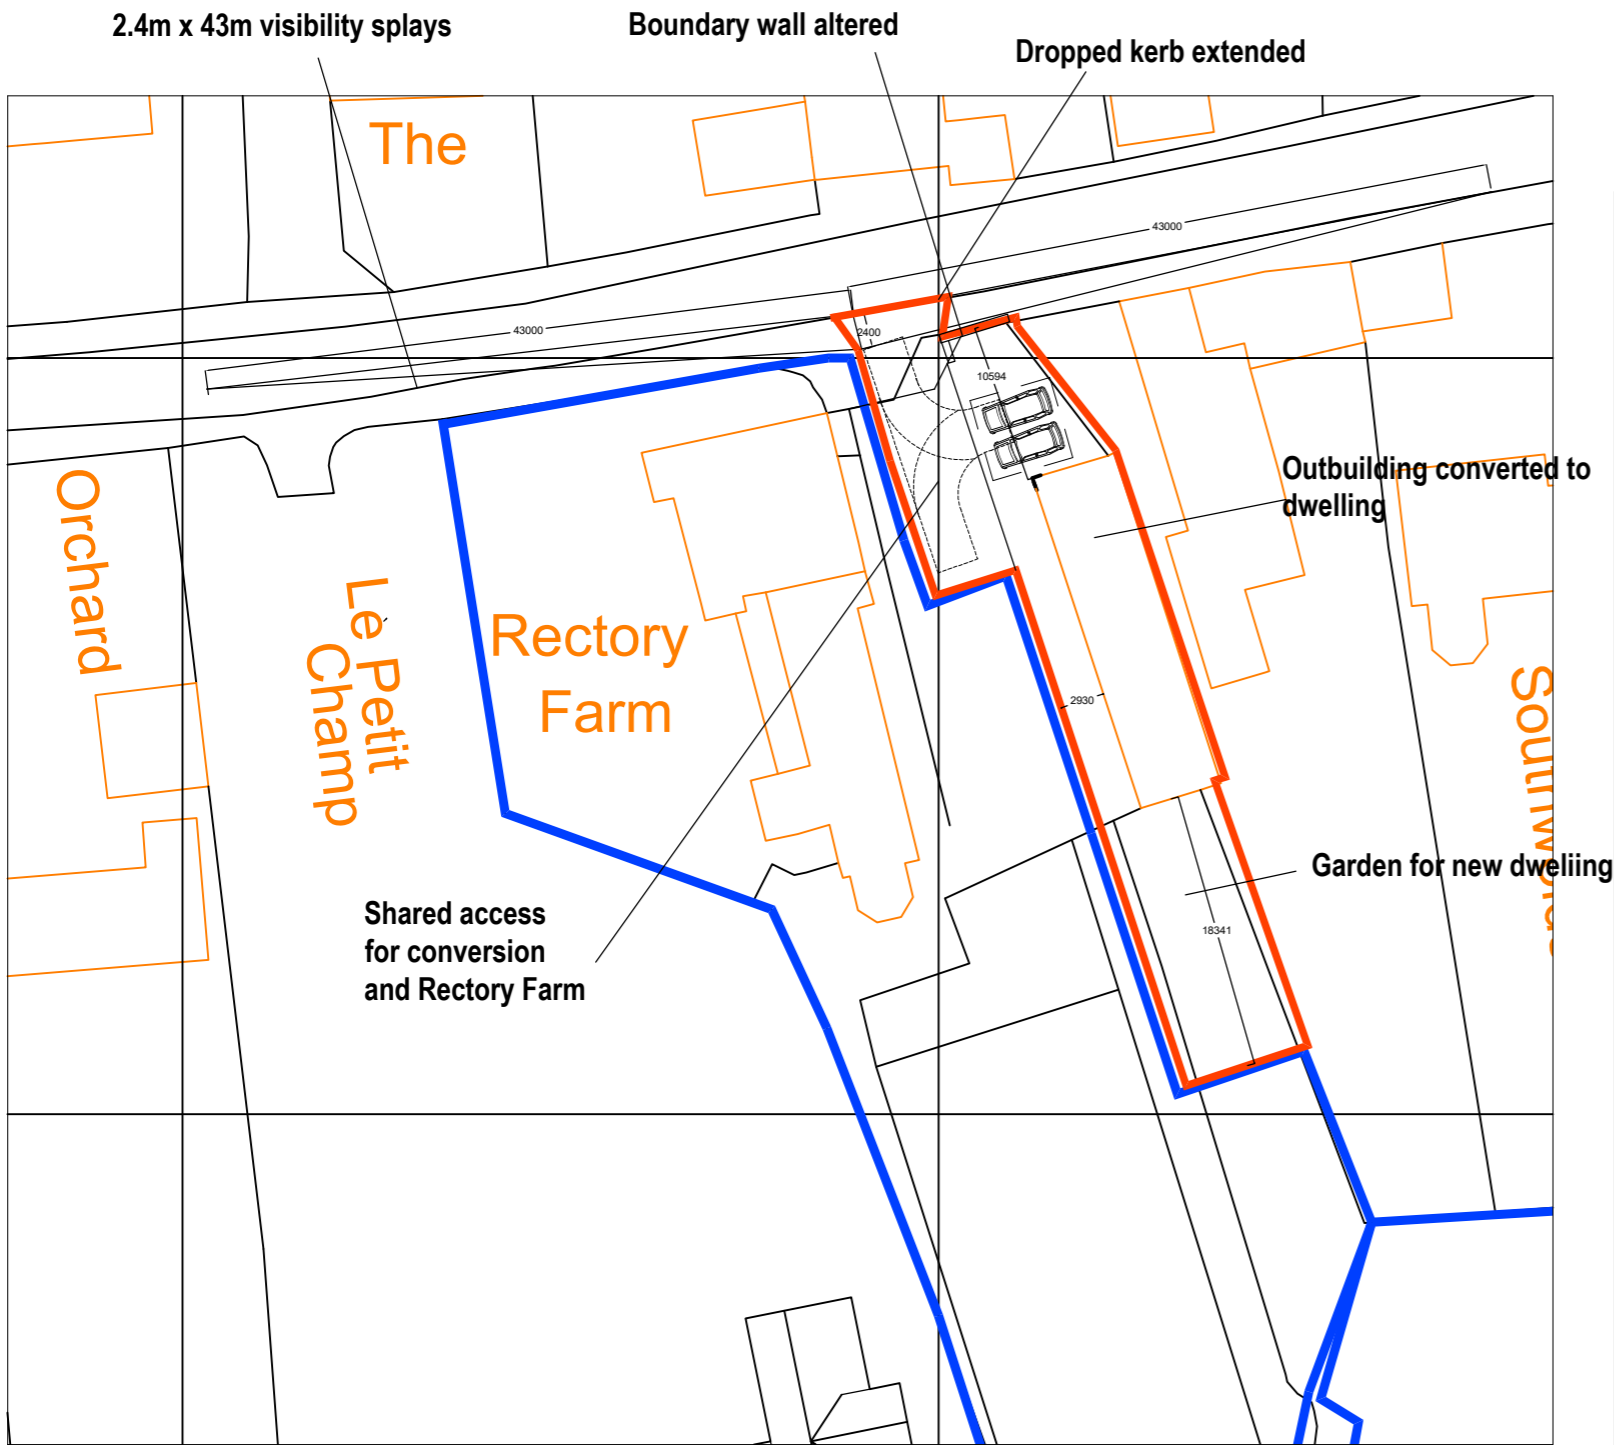 2.4m x 43m visibility splays
Boundary wall altered
Dropped kerb extended
The
43000
43000
2400
10594
Outbuilding converted to
dwelling
Orchard
Le Petit
Champ
Rectory
Farm
2930
Garden for new dweliing
18341
Shared access
for conversion
and Rectory Farm